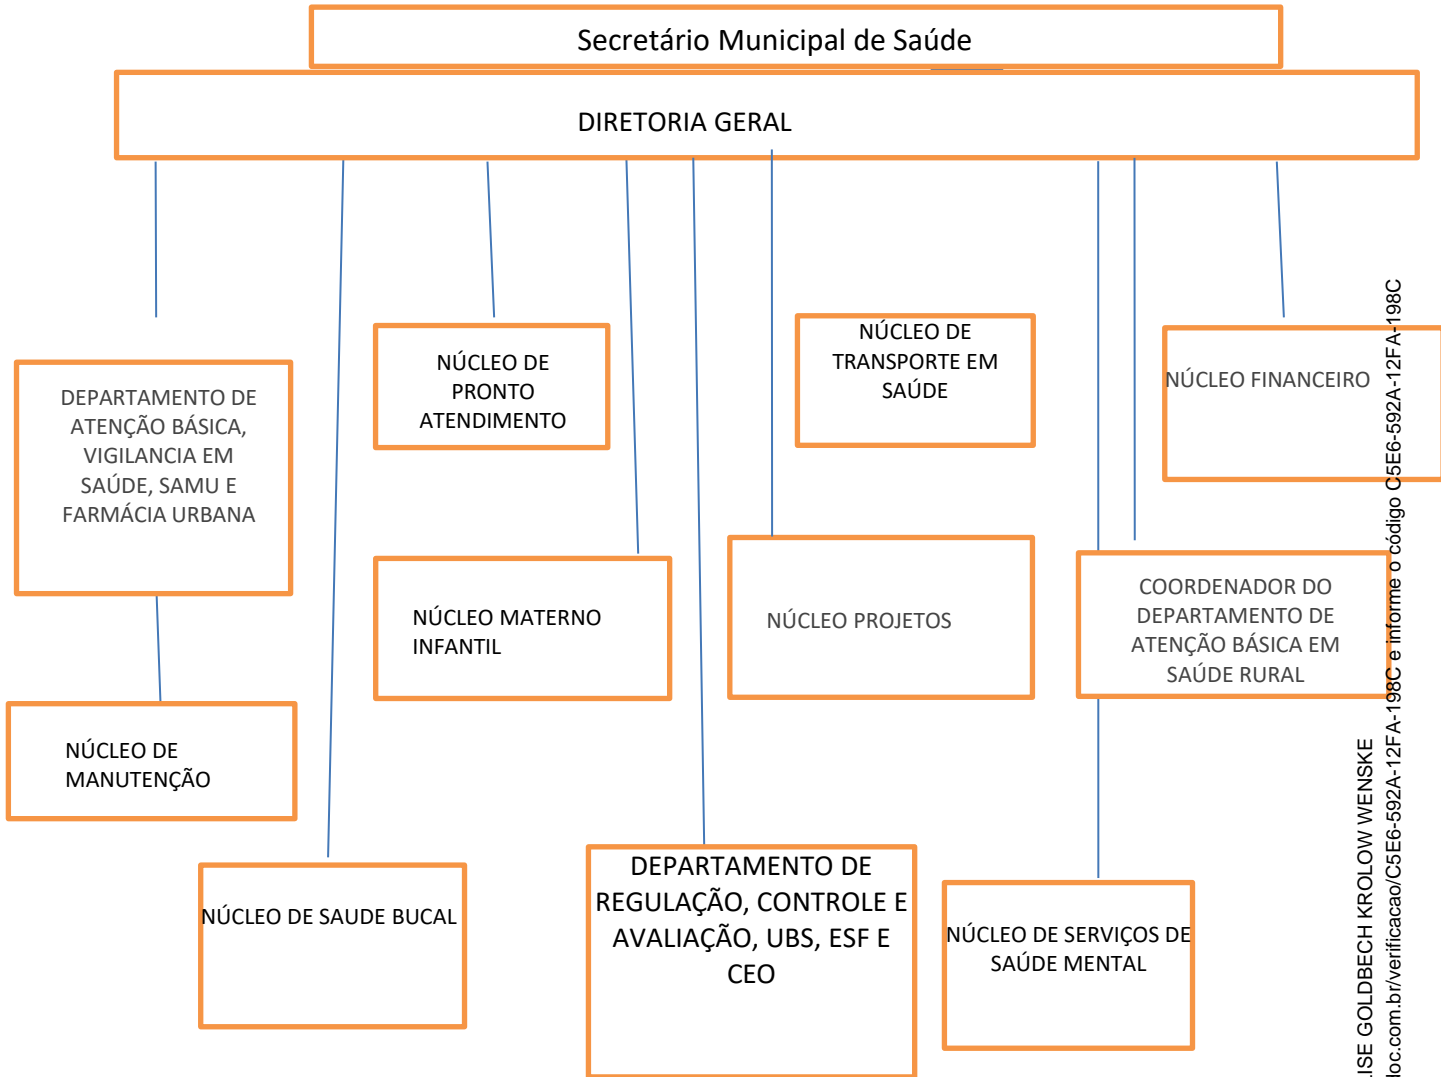 Secretário Municipal de Saúde
DIRETORIA GERAL
DEPARTAMENTO DE
ATENÇÃO BÁSICA,
VIGILANCIA EM
SAÚDE, SAMU E
FARMÁCIA URBANA
NÚCLEO DE
PRONTO
ATENDIMENTO
NÚCLEO DE
TRANSPORTE EM
SAÚDE
NÚCLEO FINANCEIRO
NÚCLEO MATERNO
INFANTIL
NÚCLEO PROJETOS
COORDENADOR DO
DEPARTAMENTO DE
ATENÇÃO BÁSICA EM
SAÚDE RURAL
NÚCLEO DE
MANUTENÇÃO
NÚCLEO DE SAUDE BUCAL
DEPARTAMENTO DE
REGULAÇÃO, CONTROLE E
AVALIAÇÃO, UBS, ESF E
CEO
NÚCLEO DE SERVIÇOS DE
SAÚDE MENTAL
LISE GOLDBECH KROLOW WENSKE
doc.com.br/verificacao/C5E6-592A-12FA-198C e informe o código C5E6-592A-12FA-198C